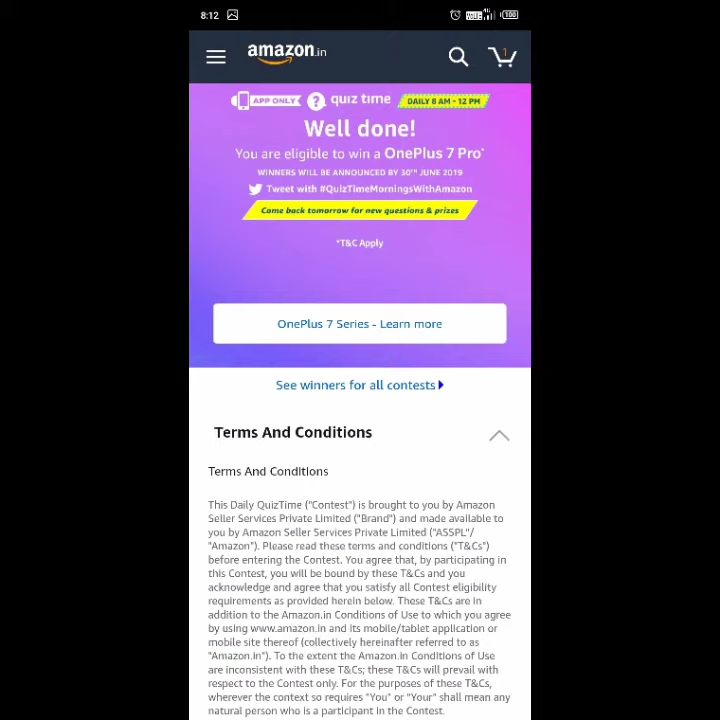 8:12
100
amazon.in
1
APP ONLY ? quiz time DAILY 8 AM - 12 PM
Well done!
You are eligible to win a OnePlus 7 Pro*
WINNERS WILL BE ANNOUNCED BY 30TH JUNE 2019
Tweet with #QuizTimeMorningsWithAmazon
Come back tomorrow for new questions & prizes
*T&C Apply
OnePlus 7 Series - Learn more
See winners for all contests
Terms And Conditions
Terms And Conditions
This Daily QuizTime ("Contest") is brought to you by Amazon
Seller Services Private Limited ("Brand") and made available to
you by Amazon Seller Services Private Limited ("ASSPL"/
"Amazon"). Please read these terms and conditions ("T&Cs")
before entering the Contest. You agree that, by participating in
this Contest, you will be bound by these T&Cs and you
acknowledge and agree that you satisfy all Contest eligibility
requirements as provided herein below. These T&Cs are in
addition to the Amazon.in Conditions of Use to which you agree
by using www.amazon.in and its mobile/tablet application or
mobile site thereof (collectively hereinafter referred to as
"Amazon.in"). To the extent the Amazon.in Conditions of Use
are inconsistent with these T&Cs; these T&Cs will prevail with
respect to the Contest only. For the purposes of these T&Cs,
wherever the context so requires "You" or "Your" shall mean any
natural person who is a participant in the Contest.